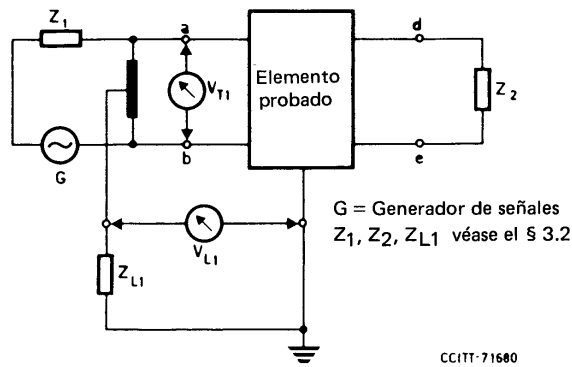 Z1
a
d
Elemento
probado
VT1
Z2
b
e
G
G = Generador de señales
Z1, Z2, ZL1 véase el § 3.2
VL1
ZL1
CCITT-71680